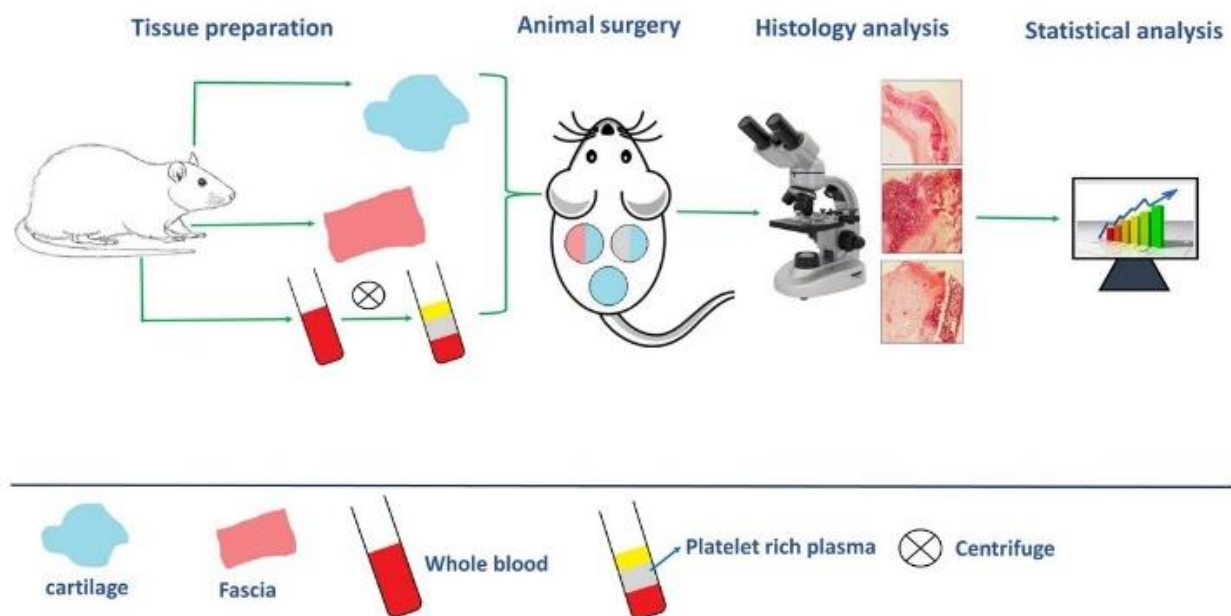 Tissue preparation
Animal surgery
Histology analysis
Statistical analysis
cartilage
Fascia
Whole blood
Platelet rich plasma
Centrifuge